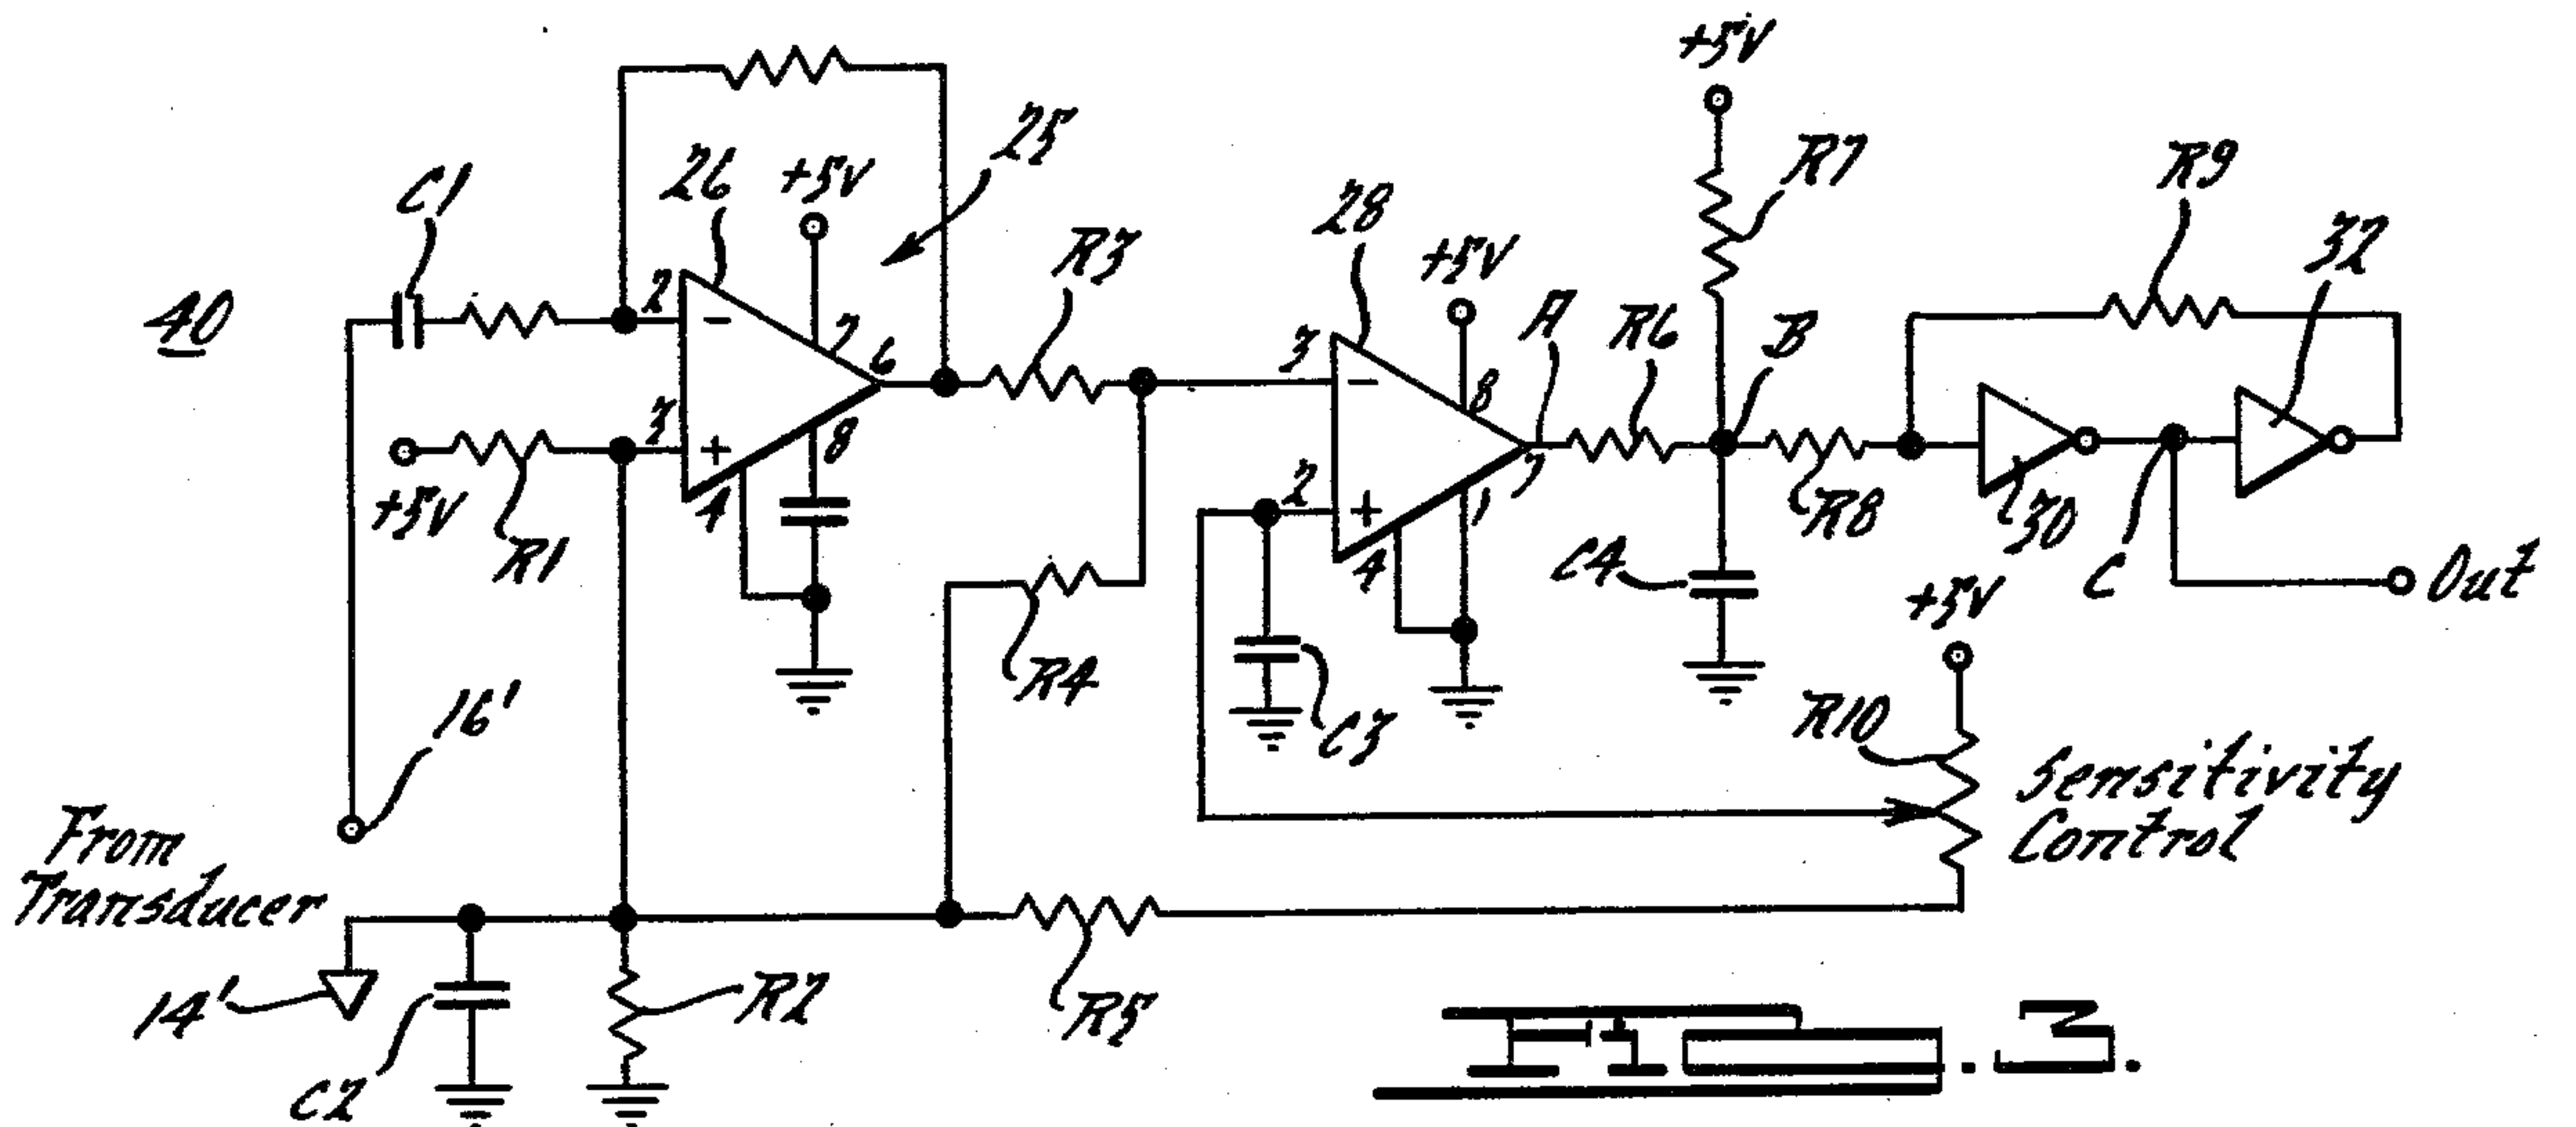 +5V
25
R7
R9
C1
26
+5V
28
32
R3
+5V
40
2
-
7
6
3
-
8
A
R6
B
3
+
8
4
+5V
R1
2
+
7
1
4
R8
30
C4
C
Out
+5V
R4
C3
16'
R10
Sensitivity
Control
From
Transducer
14'
C2
R2
R5
FIG. 3.